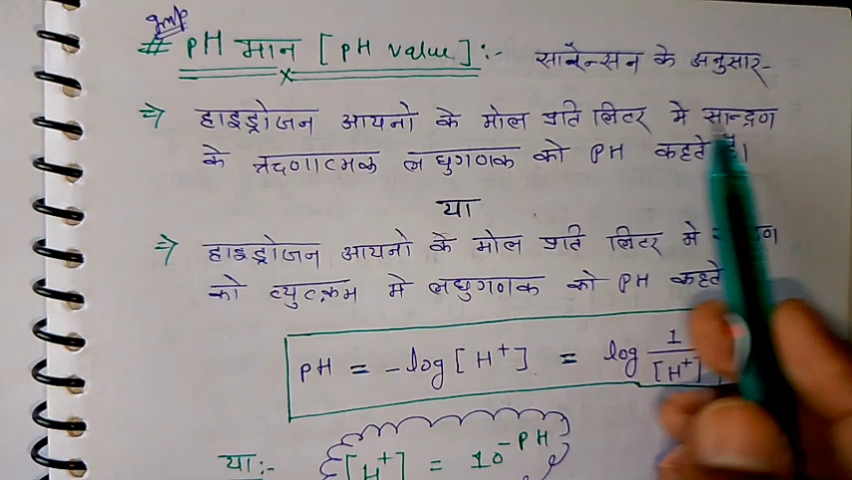 Imp
# PH मान [PH value]:- सारेन्सन के अनुसार-
⇒ हाइड्रोजन आयनो के मोल प्रति लिटर मे सान्द्रण
के ऋणात्मक लघुगणक को PH कहते हैं।
या
⇒ हाइड्रोजन आयनो के मोल प्रति लिटर मे
को व्युत्क्रम मे लघुगणक को PH कहते
PH = -log[H⁺] = log 1/[H⁺]
या:- [H⁺] = 10⁻ᴾᴴ